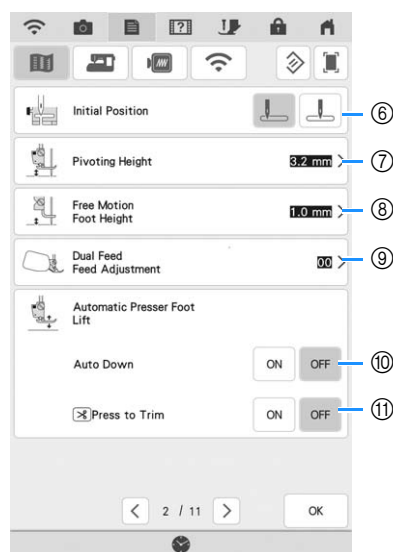 Initial Position
⑥
Pivoting Height
3.2 mm >
⑦
Free Motion
Foot Height
1.0 mm >
⑧
Dual Feed
Feed Adjustment
00 >
⑨
Automatic Presser Foot
Lift
Auto Down
ON
OFF
⑩
Press to Trim
ON
OFF
⑪
< 2 / 11 >
OK